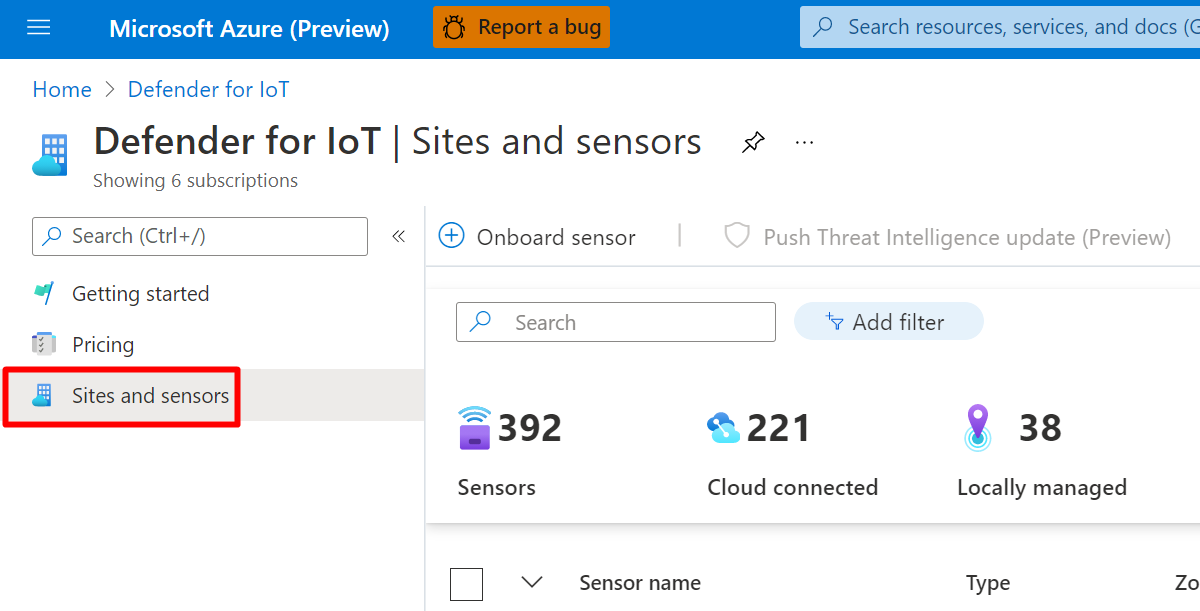 Microsoft Azure (Preview)
Report a bug
Search resources, services, and docs (G
Home > Defender for IoT
Defender for IoT | Sites and sensors
...
Showing 6 subscriptions
Search (Ctrl+/)
«
Onboard sensor
Push Threat Intelligence update (Preview)
Getting started
Pricing
Sites and sensors
Search
Add filter
392
221
38
Sensors
Cloud connected
Locally managed
Sensor name
Type
Zo